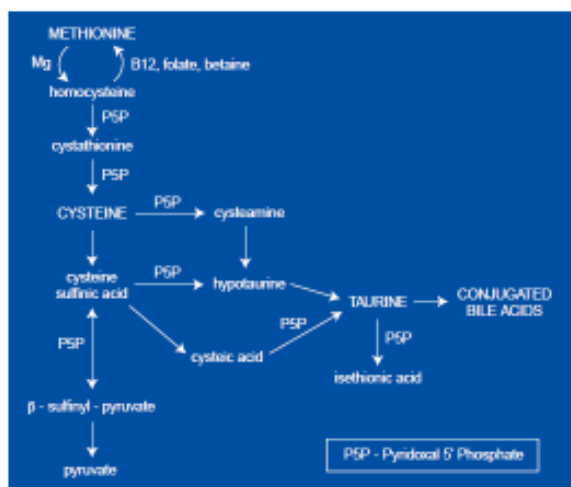 METHIONINE
Mg
B12, folate, betaine
homocysteine
P5P
cystathionine
P5P
CYSTEINE
P5P
cysteamine
cysteine
sulfinic acid
P5P
hypotaurine
TAURINE
CONJUGATED
BILE ACIDS
P5P
cysteic acid
P5P
P5P
isethionic acid
β - sulfinyl - pyruvate
pyruvate
P5P - Pyridoxal 5' Phosphate